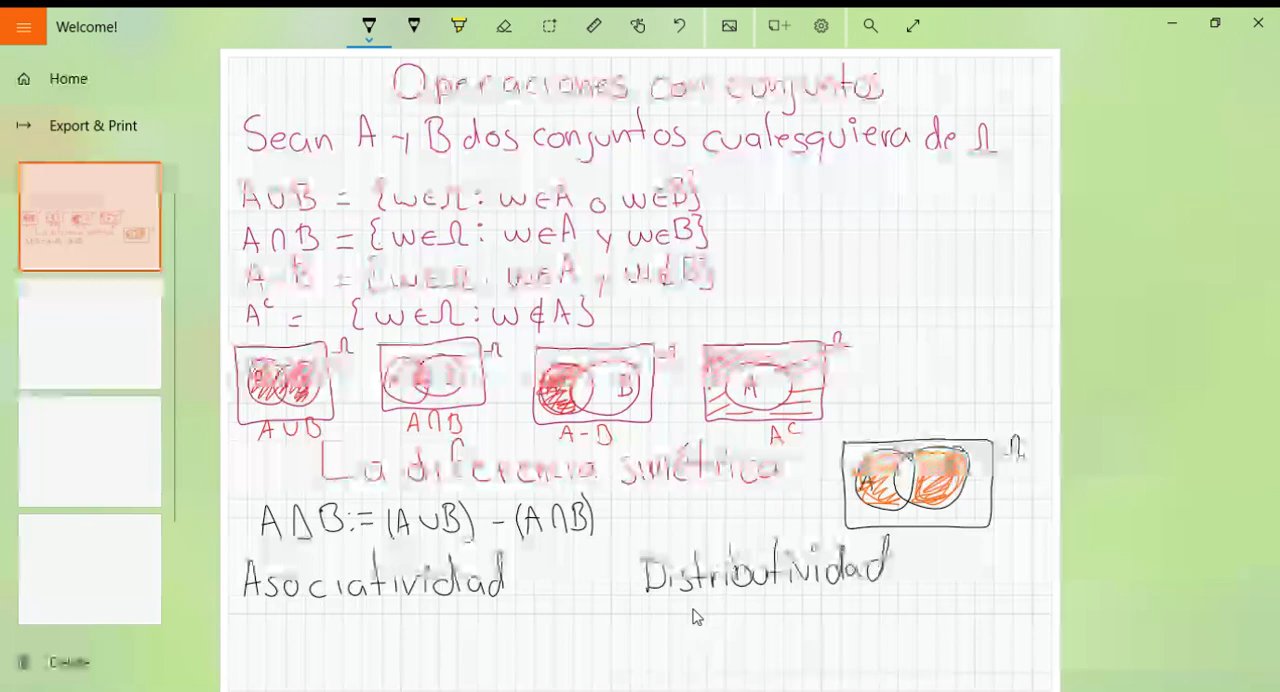 Welcome!
Home
Export & Print
Delete
Operaciones con conjuntos
Sean A y B dos conjuntos cualesquiera de Ω
A∪B = {w∈Ω: w∈A o w∈B}
A∩B = {w∈Ω: w∈A y w∈B}
A-B = {w∈Ω: w∈A y w∉B}
Aᶜ = {w∈Ω: w∉A}
Ω Ω Ω Ω
B A B A
A∪B A∩B A-B Aᶜ
La diferencia simétrica
Ω
A
A△B:=(A∪B)-(A∩B)
Asociatividad Distributividad